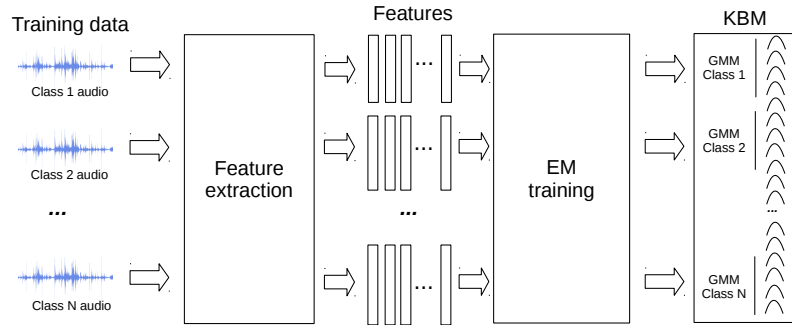 Training data
Features
KBM
Class 1 audio
...
GMM
Class 1
Class 2 audio
Feature
extraction
EM
training
GMM
Class 2
...
...
...
...
Class N audio
...
GMM
Class N